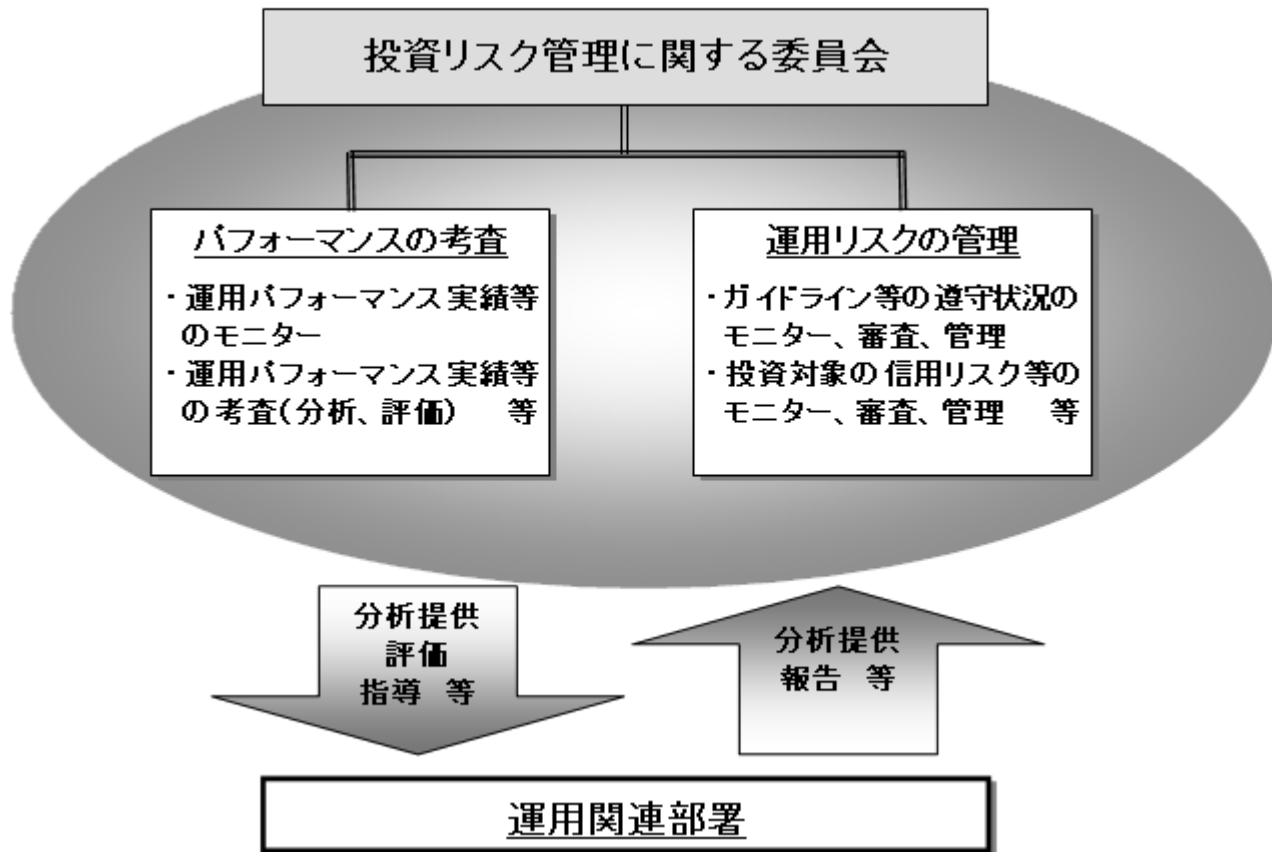 投資リスク管理に関する委員会
パフォーマンスの考査
・運用パフォーマンス実績等
のモニター
・運用パフォーマンス実績等
の考査(分析、評価) 等
運用リスクの管理
・ガイドライン等の遵守状況の
モニター、審査、管理
・投資対象の信用リスク等の
モニター、審査、管理 等
分析提供
評価
指導 等
分析提供
報告 等
運用関連部署